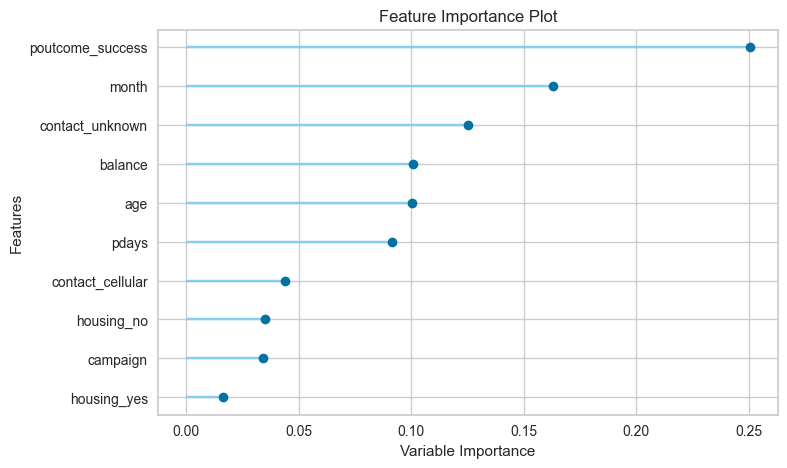 Feature Importance Plot
Features
poutcome_success
month
contact_unknown
balance
age
pdays
contact_cellular
housing_no
campaign
housing_yes
0.00 0.05 0.10 0.15 0.20 0.25
Variable Importance